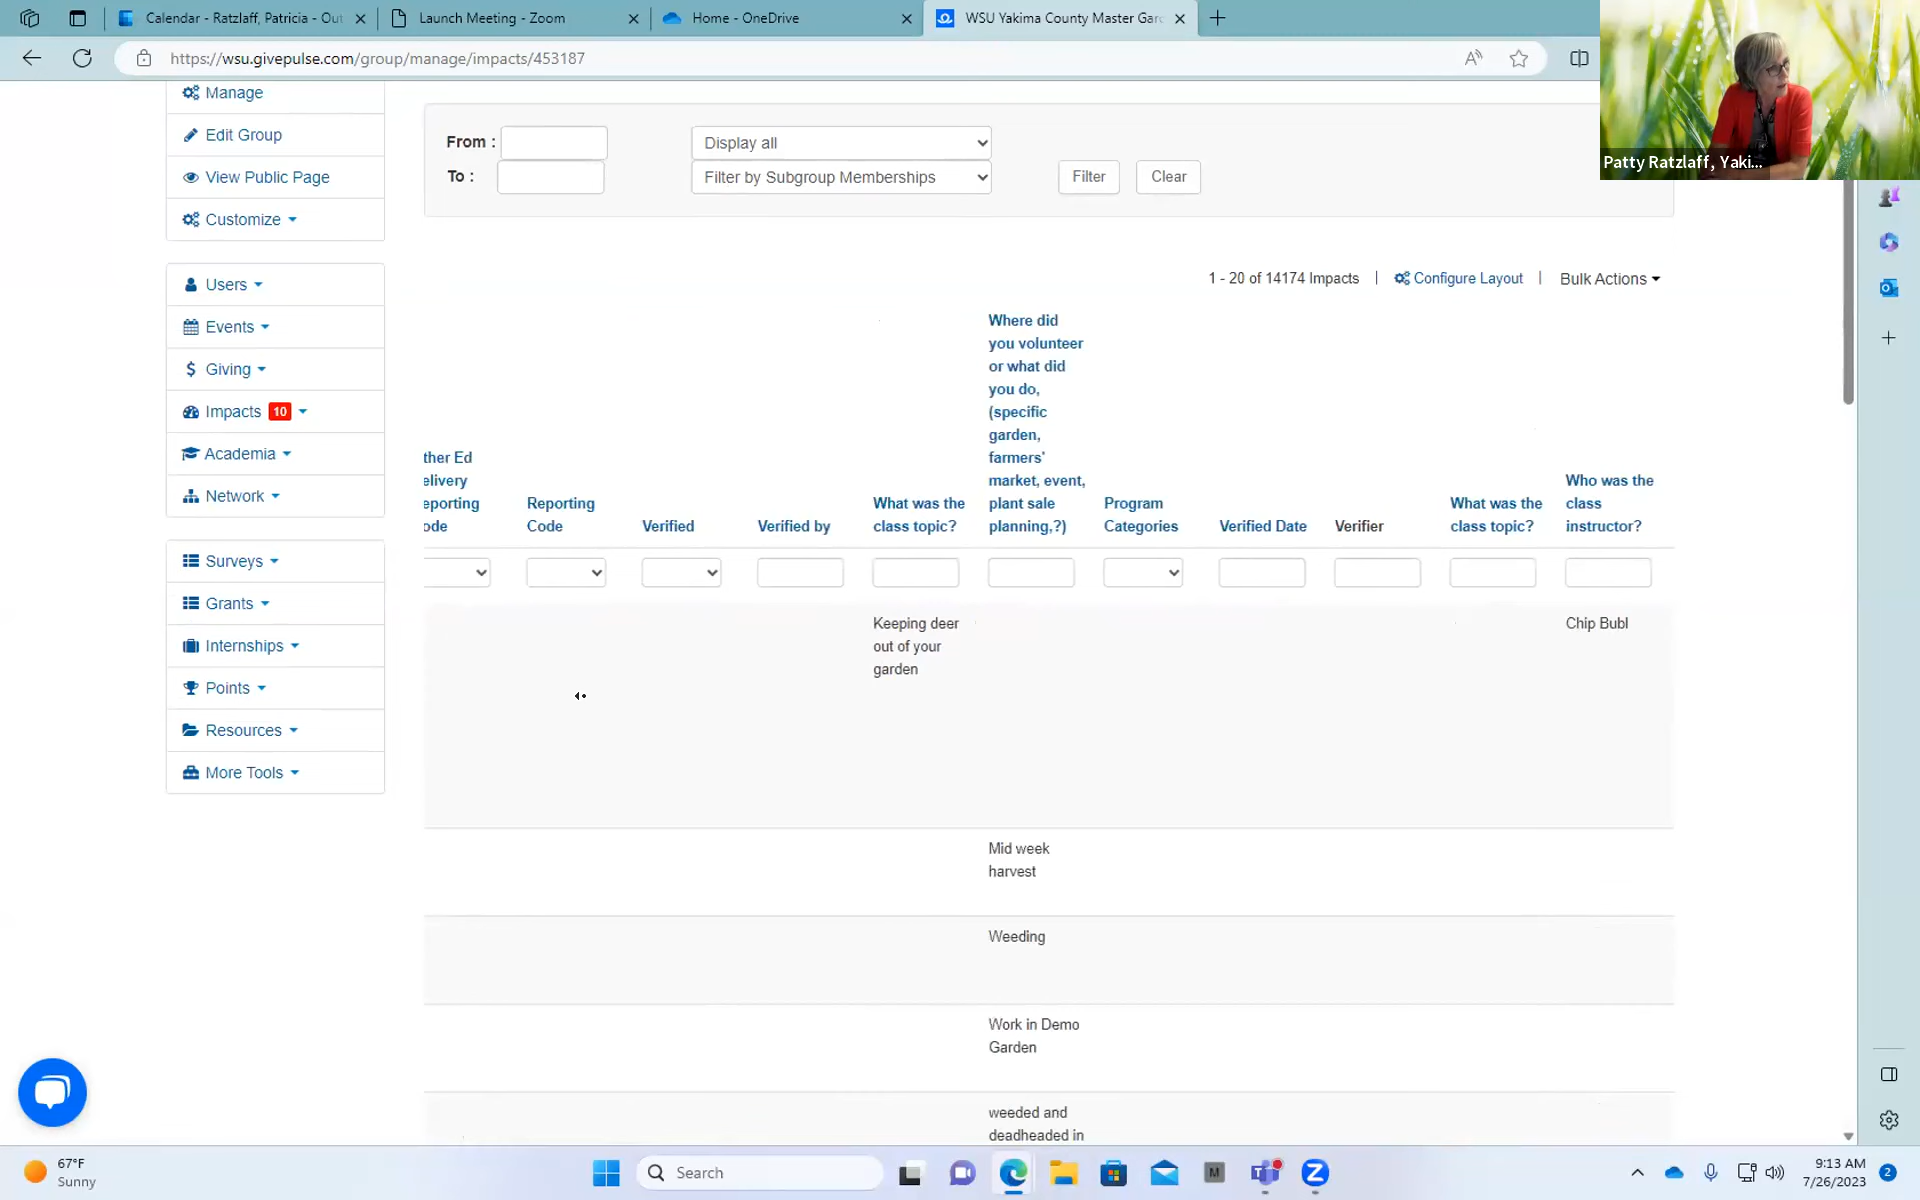 Calendar - Ratzlaff, Patricia - Out
Launch Meeting - Zoom
Home - OneDrive
WSU Yakima County Master Gard
https://wsu.givepulse.com/group/manage/impacts/453187
Patty Ratzlaff, Yaki...
Manage
Edit Group
View Public Page
Customize
Users
Events
Giving
Impacts 10
Academia
Network
Surveys
Grants
Internships
Points
Resources
More Tools
From :
Display all
To :
Filter by Subgroup Memberships
Filter
Clear
1 - 20 of 14174 Impacts | Configure Layout | Bulk Actions
ther Ed
elivery
eporting
ode
Reporting
Code
Verified
Verified by
What was the
class topic?
Where did
you volunteer
or what did
you do,
(specific
garden,
farmers'
market, event,
plant sale
planning,?)
Program
Categories
Verified Date
Verifier
What was the
class topic?
Who was the
class
instructor?
Keeping deer
out of your
garden
Chip Bubl
Mid week
harvest
Weeding
Work in Demo
Garden
weeded and
deadheaded in
67°F
Sunny
Search
M
9:13 AM
7/26/2023
2